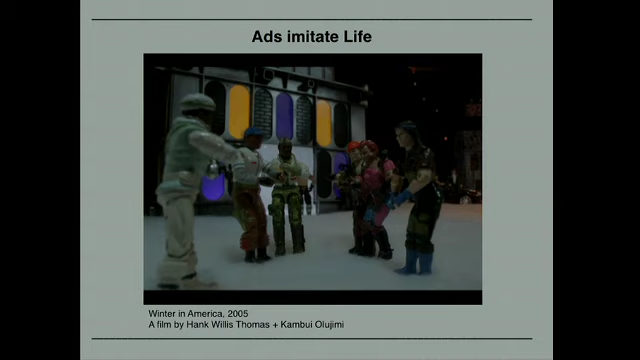 Ads imitate Life
Winter in America, 2005
A film by Hank Willis Thomas + Kambui Olujimi